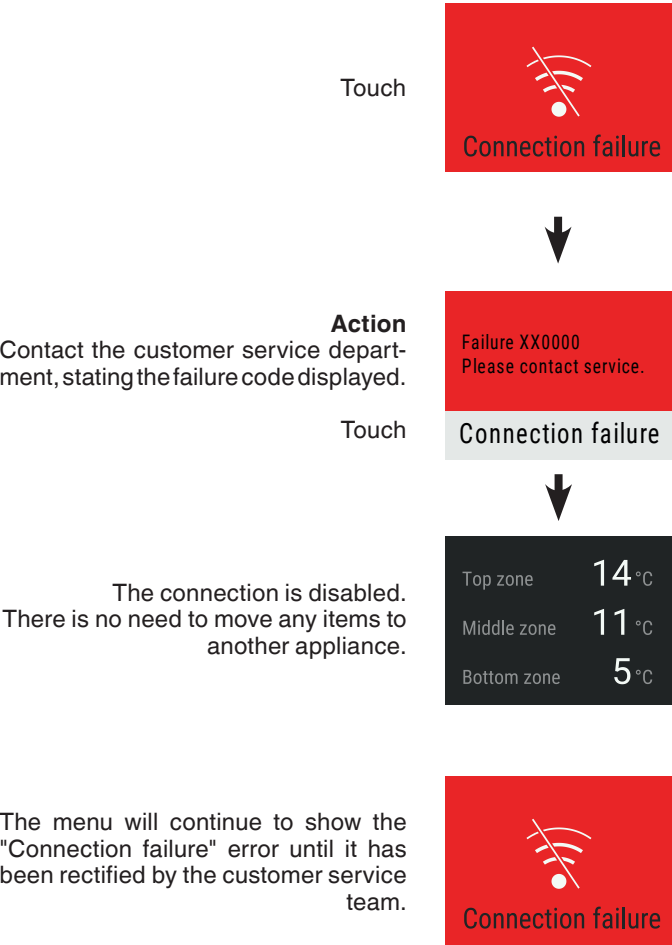 Touch
Connection failure
Action
Contact the customer service depart-
ment, stating the failure code displayed.
Failure XX0000
Please contact service.
Touch
Connection failure
The connection is disabled.
There is no need to move any items to
another appliance.
Top zone 14 °C
Middle zone 11 °C
Bottom zone 5 °C
The menu will continue to show the
"Connection failure" error until it has
been rectified by the customer service
team.
Connection failure